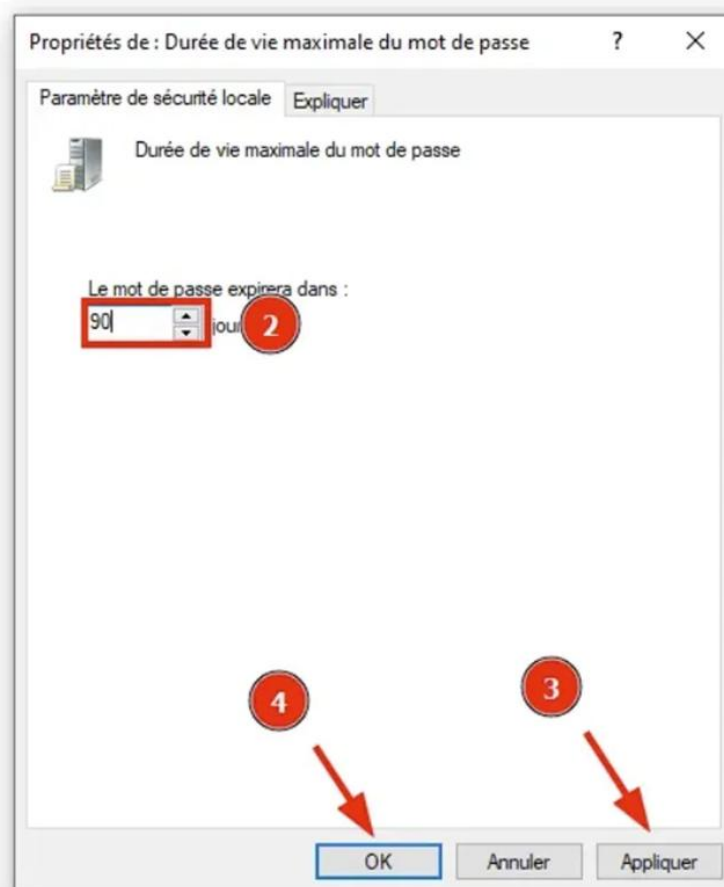 Propriétés de : Durée de vie maximale du mot de passe ? ×
Paramètre de sécurité locale Expliquer
Durée de vie maximale du mot de passe
Le mot de passe expirera dans :
90 jour 2
4 3
OK Annuler Appliquer